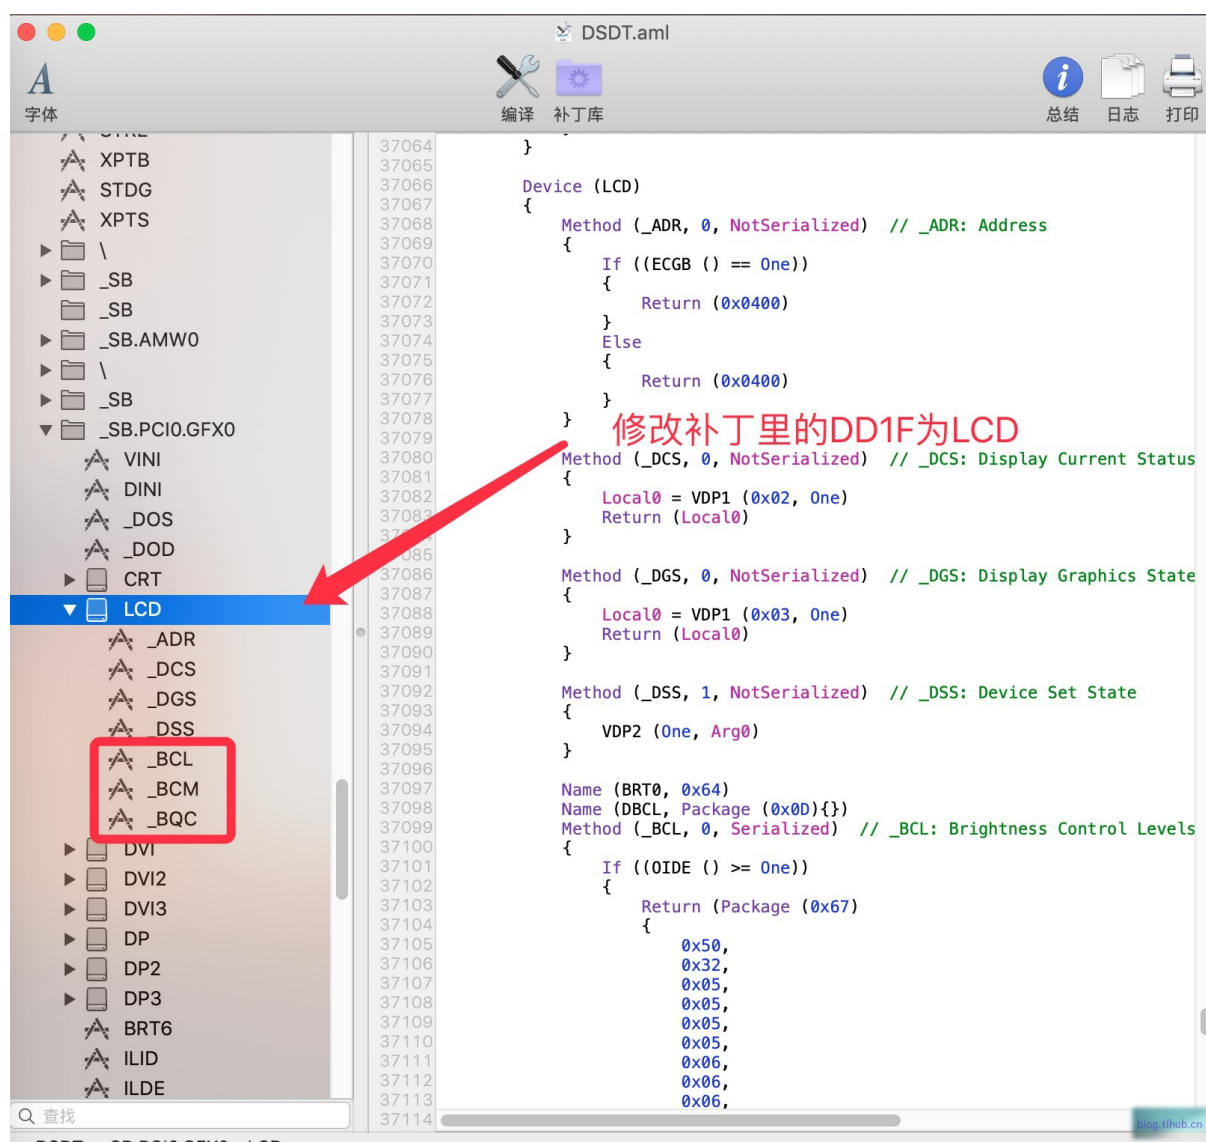 DSDT.aml
字体
编译
补丁库
总结
日志
打印
XPTB
STDG
XPTS
\
_SB
_SB
_SB.AMW0
\
_SB
_SB.PCI0.GFX0
VINI
DINI
_DOS
_DOD
CRT
LCD
_ADR
_DCS
_DGS
_DSS
_BCL
_BCM
_BQC
DVI
DVI2
DVI3
DP
DP2
DP3
BRT6
ILID
ILDE
查找
37064 }
37065
37066 Device (LCD)
37067 {
37068 Method (_ADR, 0, NotSerialized) // _ADR: Address
37069 {
37070 If ((ECGB () == One))
37071 {
37072 Return (0x0400)
37073 }
37074 Else
37075 {
37076 Return (0x0400)
37077 }
37078 }
修改补丁里的DD1F为LCD
37079
37080 Method (_DCS, 0, NotSerialized) // _DCS: Display Current Status
37081 {
37082 Local0 = VDP1 (0x02, One)
37083 Return (Local0)
}
37085
37086 Method (_DGS, 0, NotSerialized) // _DGS: Display Graphics State
37087 {
37088 Local0 = VDP1 (0x03, One)
37089 Return (Local0)
37090 }
37091
37092 Method (_DSS, 1, NotSerialized) // _DSS: Device Set State
37093 {
37094 VDP2 (One, Arg0)
37095 }
37096
37097 Name (BRT0, 0x64)
37098 Name (DBCL, Package (0x0D){})
37099 Method (_BCL, 0, Serialized) // _BCL: Brightness Control Levels
37100 {
37101 If ((OIDE () >= One))
37102 {
37103 Return (Package (0x67)
37104 {
37105 0x50,
37106 0x32,
37107 0x05,
37108 0x05,
37109 0x05,
37110 0x05,
37111 0x06,
37112 0x06,
37113 0x06,
37114
blog.tlhub.cn